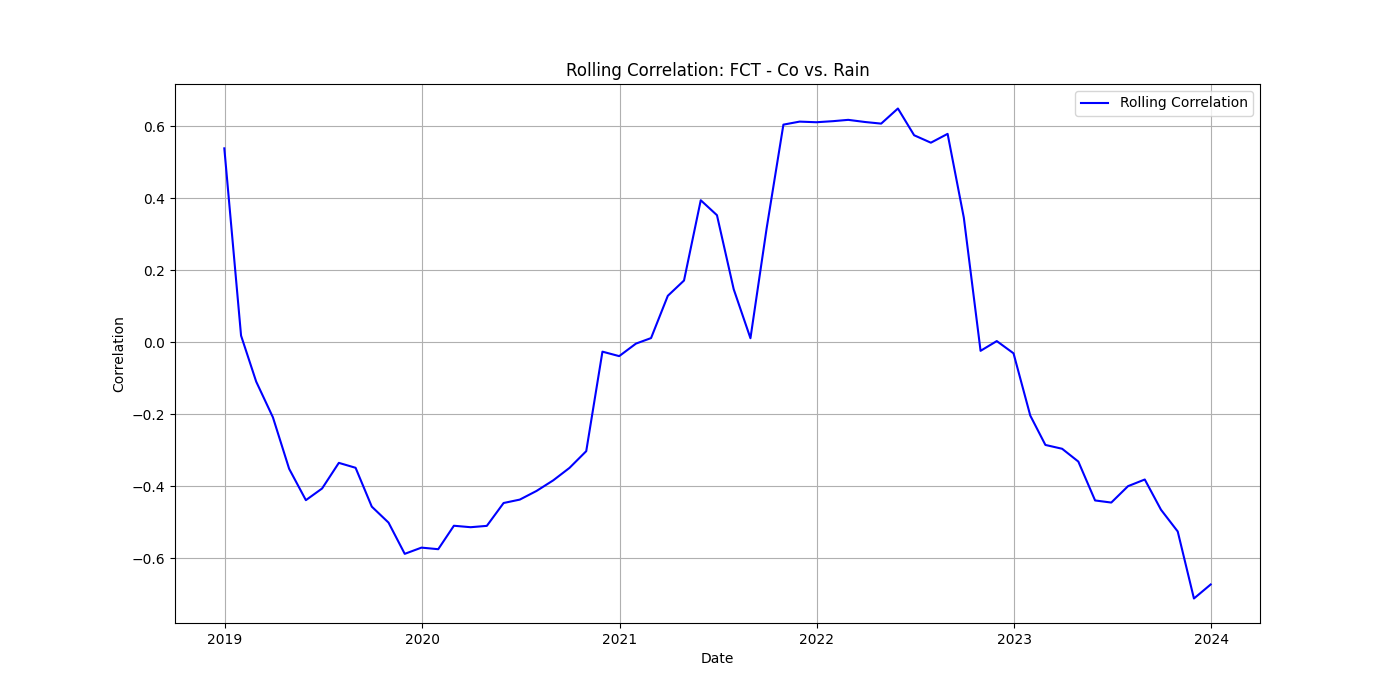 Rolling Correlation: FCT - Co vs. Rain
Rolling Correlation
0.6
0.4
0.2
0.0
−0.2
−0.4
−0.6
Correlation
2019 2020 2021 2022 2023 2024
Date